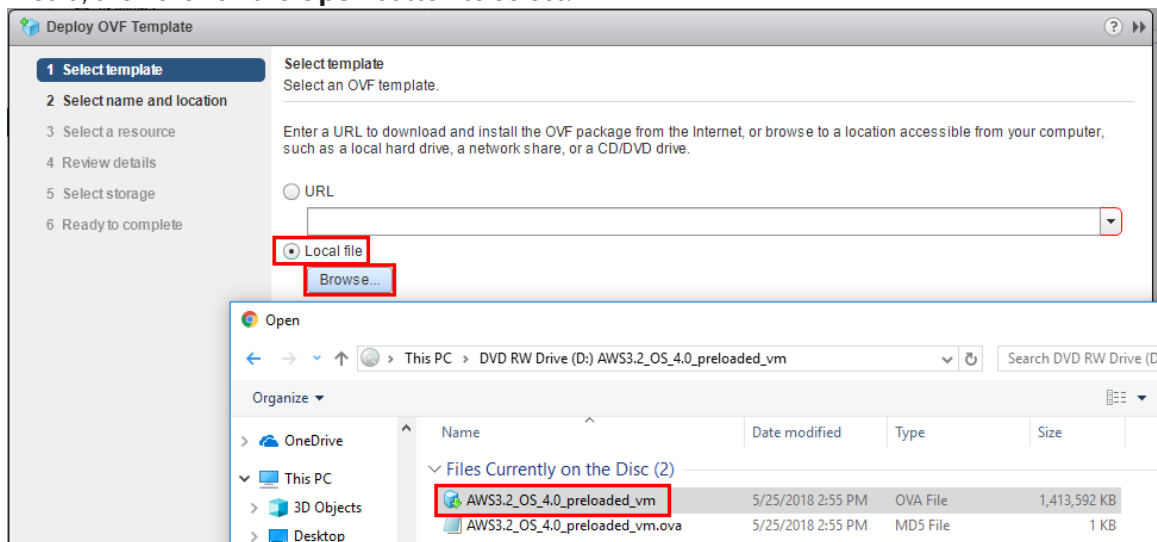 Deploy OVF Template
1 Select template
2 Select name and location
3 Select a resource
4 Review details
5 Select storage
6 Ready to complete
Select template
Select an OVF template.
Enter a URL to download and install the OVF package from the Internet, or browse to a location accessible from your computer,
such as a local hard drive, a network share, or a CD/DVD drive.
URL
Local file
Browse...
Open
This PC > DVD RW Drive (D:) AWS3.2_OS_4.0_preloaded_vm
Search DVD RW Drive (D
Organize
OneDrive
This PC
3D Objects
Desktop
Name Date modified Type Size
Files Currently on the Disc (2)
AWS3.2_OS_4.0_preloaded_vm 5/25/2018 2:55 PM OVA File 1,413,592 KB
AWS3.2_OS_4.0_preloaded_vm.ova 5/25/2018 2:55 PM MD5 File 1 KB